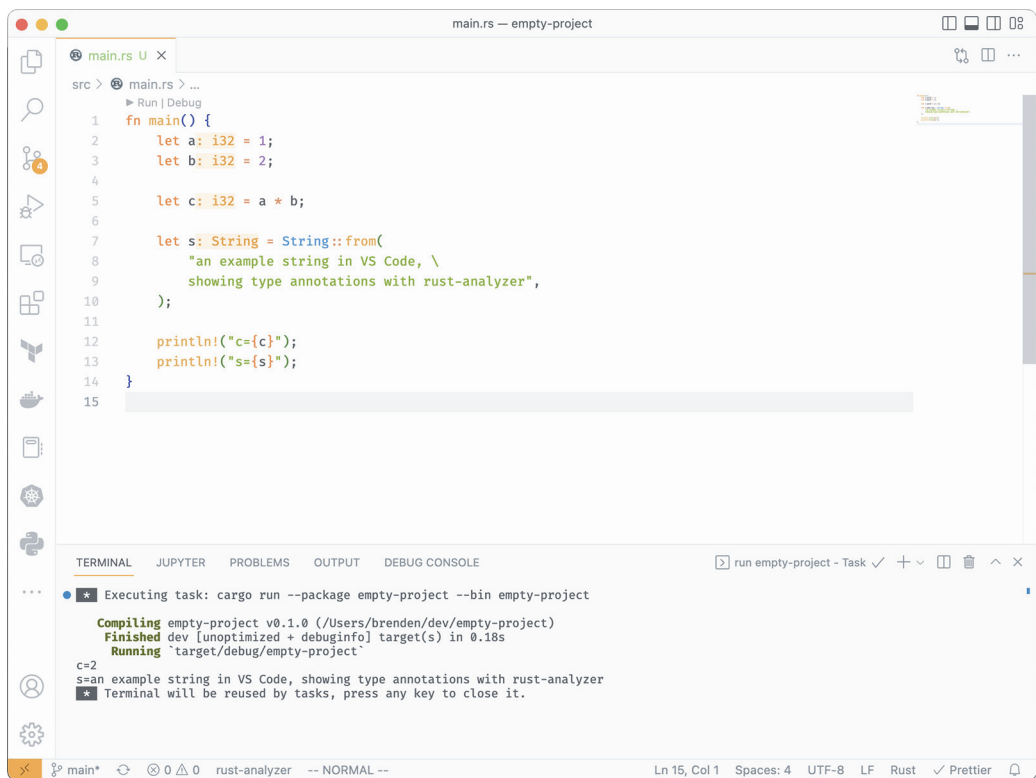 main.rs — empty-project
main.rs U ×
src > main.rs > ...
▶ Run | Debug
1 fn main() {
2 let a: i32 = 1;
3 let b: i32 = 2;
4
5 let c: i32 = a * b;
6
7 let s: String = String::from(
8 "an example string in VS Code, \
9 showing type annotations with rust-analyzer",
10 );
11
12 println!("c={c}");
13 println!("s={s}");
14 }
15
4
TERMINAL JUPYTER PROBLEMS OUTPUT DEBUG CONSOLE run empty-project - Task ✓
* Executing task: cargo run --package empty-project --bin empty-project
Compiling empty-project v0.1.0 (/Users/brenden/dev/empty-project)
Finished dev [unoptimized + debuginfo] target(s) in 0.18s
Running `target/debug/empty-project`
c=2
s=an example string in VS Code, showing type annotations with rust-analyzer
* Terminal will be reused by tasks, press any key to close it.
main* 0 0 rust-analyzer -- NORMAL -- Ln 15, Col 1 Spaces: 4 UTF-8 LF Rust ✓ Prettier